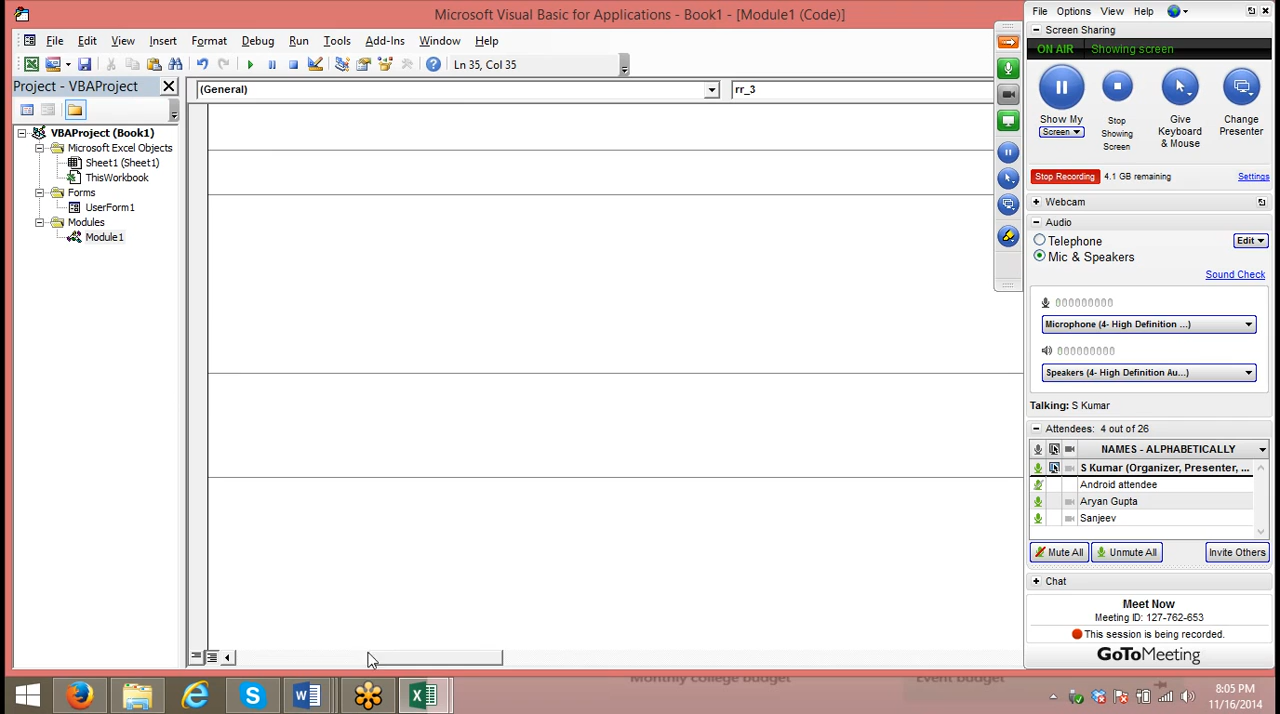 Microsoft Visual Basic for Applications - Book1 - [Module1 (Code)]
File Edit View Insert Format Debug Tools Add-Ins Window Help
Ln 35, Col 35
Project - VBAProject
(General)
rr_3
VBAProject (Book1)
Microsoft Excel Objects
Sheet1 (Sheet1)
ThisWorkbook
Forms
UserForm1
Modules
Module1
File Options View Help
Screen Sharing
ON AIR Showing screen
Show My
Screen
Stop
Showing
Screen
Give
Keyboard
& Mouse
Change
Presenter
Stop Recording 4.1 GB remaining Settings
Webcam
Audio
Telephone
Edit
Mic & Speakers
Sound Check
Microphone (4- High Definition ...)
Speakers (4- High Definition Au...)
Talking: S Kumar
Attendees: 4 out of 26
NAMES - ALPHABETICALLY
S Kumar (Organizer, Presenter, ...
Android attendee
Aryan Gupta
Sanjeev
Mute All Unmute All Invite Others
Chat
Meet Now
Meeting ID: 127-762-653
This session is being recorded.
GoToMeeting
Monthly college budget
Event budget
8:05 PM
11/16/2014